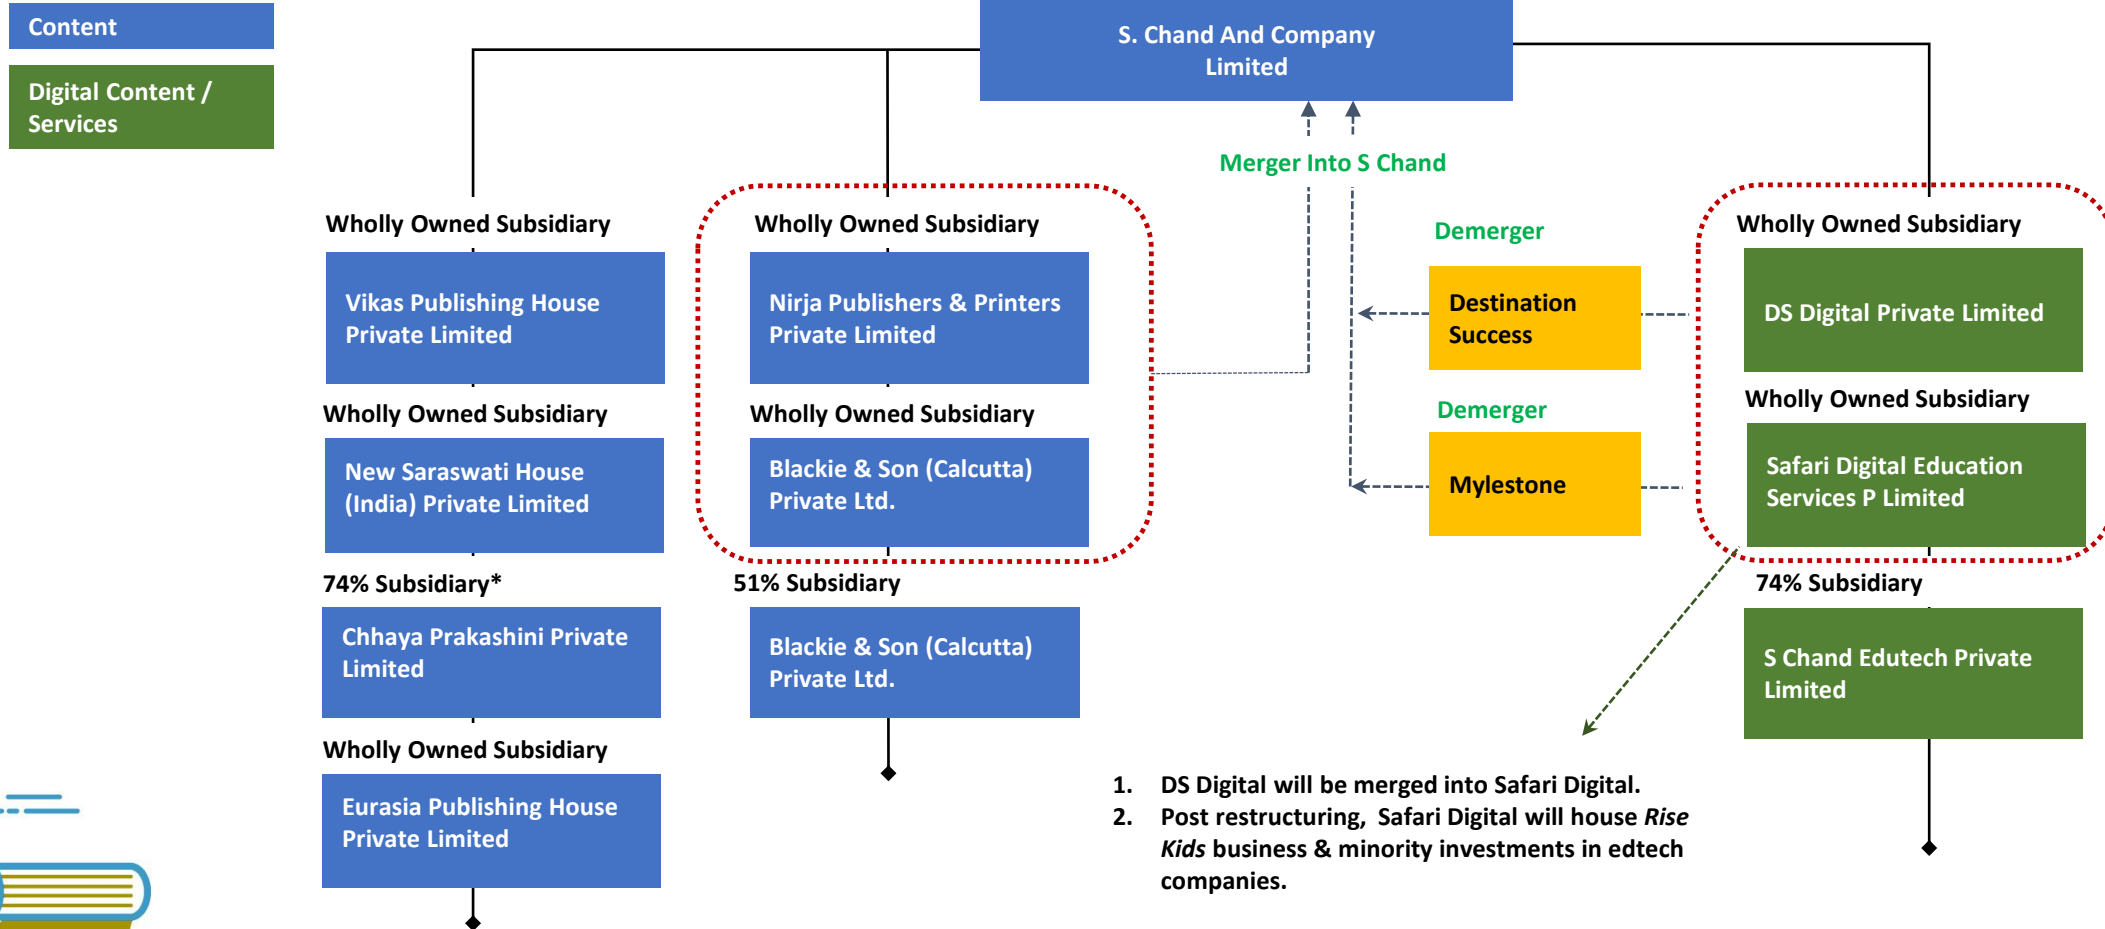 Content
Digital Content /
Services
S. Chand And Company
Limited
Merger Into S Chand
Wholly Owned Subsidiary
Vikas Publishing House
Private Limited
Wholly Owned Subsidiary
New Saraswati House
(India) Private Limited
74% Subsidiary*
Chhaya Prakashini Private
Limited
Wholly Owned Subsidiary
Eurasia Publishing House
Private Limited
Wholly Owned Subsidiary
Nirja Publishers & Printers
Private Limited
Wholly Owned Subsidiary
Blackie & Son (Calcutta)
Private Ltd.
51% Subsidiary
Blackie & Son (Calcutta)
Private Ltd.
Demerger
Destination
Success
Demerger
Mylestone
Wholly Owned Subsidiary
DS Digital Private Limited
Wholly Owned Subsidiary
Safari Digital Education
Services P Limited
74% Subsidiary
S Chand Edutech Private
Limited
1. DS Digital will be merged into Safari Digital.
2. Post restructuring, Safari Digital will house Rise
Kids business & minority investments in edtech
companies.